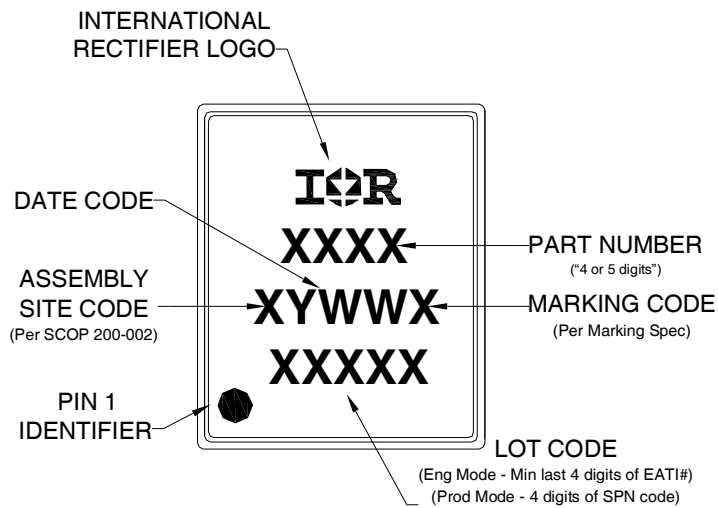 INTERNATIONAL
RECTIFIER LOGO
IOR
DATE CODE
XXXX
PART NUMBER
("4 or 5 digits")
ASSEMBLY
SITE CODE
(Per SCOP 200-002)
XYWWX
MARKING CODE
(Per Marking Spec)
XXXXX
PIN 1
IDENTIFIER
LOT CODE
(Eng Mode - Min last 4 digits of EATI#)
(Prod Mode - 4 digits of SPN code)